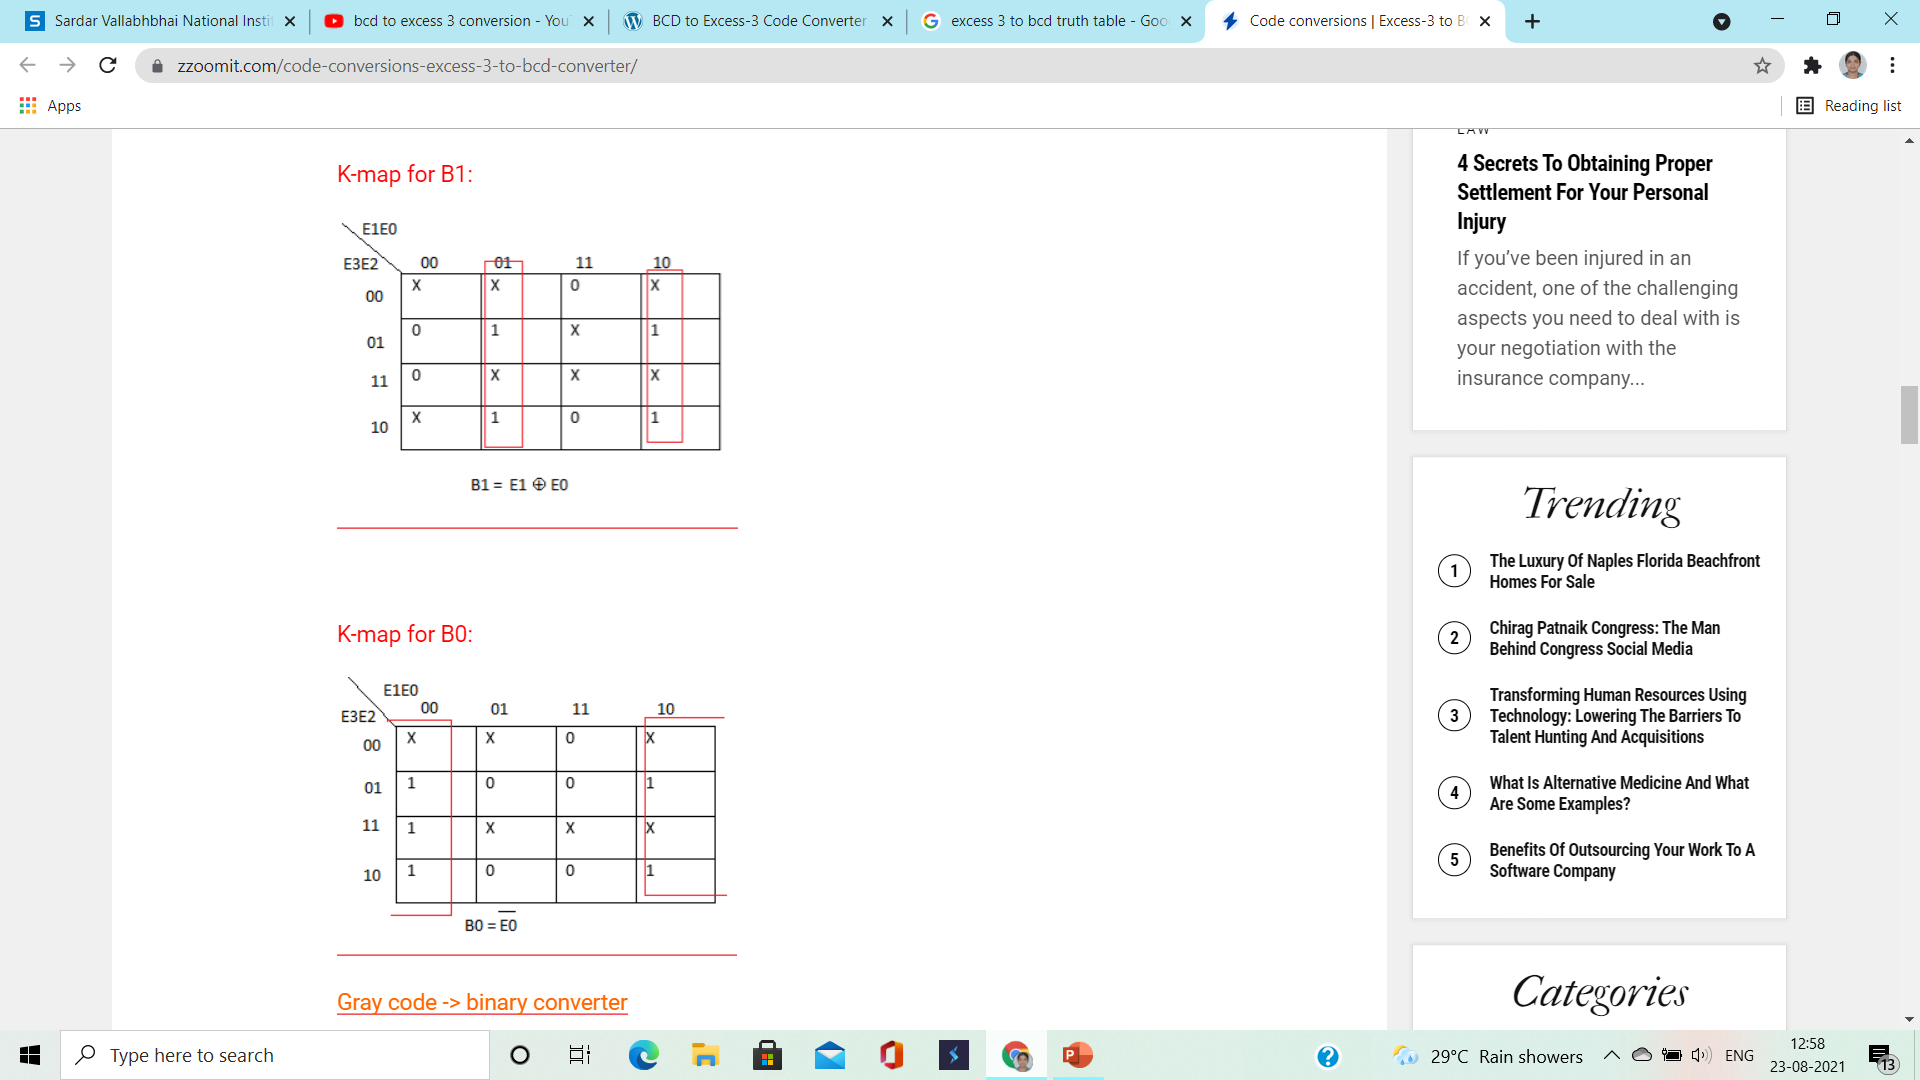 Sardar Vallabhbhai National Instit
bcd to excess 3 conversion - You
BCD to Excess-3 Code Converter
excess 3 to bcd truth table - Goo
Code conversions | Excess-3 to B
zzoomit.com/code-conversions-excess-3-to-bcd-converter/
Apps
Reading list
K-map for B1:
E1E0
E3E2 00 01 11 10
00 X X 0 X
01 0 1 X 1
11 0 X X X
10 X 1 0 1
B1 = E1 ⊕ E0
K-map for B0:
E1E0
E3E2 00 01 11 10
00 X X 0 X
01 1 0 0 1
11 1 X X X
10 1 0 0 1
B0 = E̅0̅
Gray code -> binary converter
LAW
4 Secrets To Obtaining Proper
Settlement For Your Personal
Injury
If you’ve been injured in an
accident, one of the challenging
aspects you need to deal with is
your negotiation with the
insurance company...
Trending
1 The Luxury Of Naples Florida Beachfront
Homes For Sale
2 Chirag Patnaik Congress: The Man
Behind Congress Social Media
3 Transforming Human Resources Using
Technology: Lowering The Barriers To
Talent Hunting And Acquisitions
4 What Is Alternative Medicine And What
Are Some Examples?
5 Benefits Of Outsourcing Your Work To A
Software Company
Categories
Type here to search
29°C Rain showers
ENG
12:58
23-08-2021
13